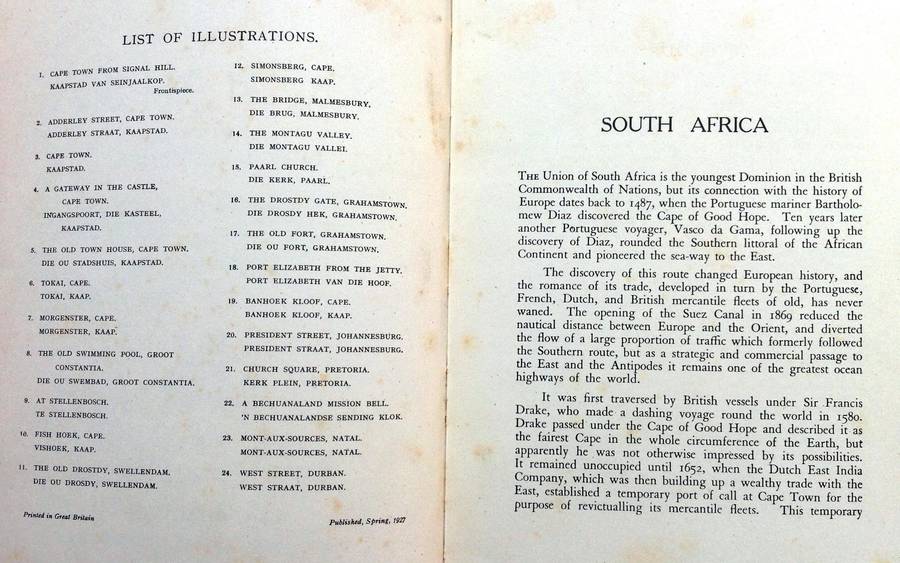 LIST OF ILLUSTRATIONS.
1. CAPE TOWN FROM SIGNAL HILL.
KAAPSTAD VAN SEINJAALKOP.
Frontispiece.
2. ADDERLEY STREET, CAPE TOWN.
ADDERLEY STRAAT, KAAPSTAD.
3. CAPE TOWN.
KAAPSTAD.
4. A GATEWAY IN THE CASTLE,
CAPE TOWN.
INGANGSPOORT, DIE KASTEEL,
KAAPSTAD.
5. THE OLD TOWN HOUSE, CAPE TOWN.
DIE OU STADSHUIS, KAAPSTAD.
6. TOKAI, CAPE.
TOKAI, KAAP.
7. MORGENSTER, CAPE.
MORGENSTER, KAAP.
8. THE OLD SWIMMING POOL, GROOT
CONSTANTIA.
DIE OU SWEMBAD, GROOT CONSTANTIA.
9. AT STELLENBOSCH.
TE STELLENBOSCH.
10. FISH HOEK, CAPE.
VISHOEK, KAAP.
11. THE OLD DROSTDY, SWELLENDAM.
DIE OU DROSDY, SWELLENDAM.
12. SIMONSBERG, CAPE.
SIMONSBERG KAAP.
13. THE BRIDGE, MALMESBURY.
DIE BRUG, MALMESBURY.
14. THE MONTAGU VALLEY.
DIE MONTAGU VALLEI.
15. PAARL CHURCH.
DIE KERK, PAARL.
16. THE DROSTDY GATE, GRAHAMSTOWN.
DIE DROSDY HEK, GRAHAMSTOWN.
17. THE OLD FORT, GRAHAMSTOWN.
DIE OU FORT, GRAHAMSTOWN.
18. PORT ELIZABETH FROM THE JETTY.
PORT ELIZABETH VAN DIE HOOF.
19. BANHOEK KLOOF, CAPE.
BANHOEK KLOOF, KAAP.
20. PRESIDENT STREET, JOHANNESBURG.
PRESIDENT STRAAT, JOHANNESBURG.
21. CHURCH SQUARE, PRETORIA.
KERK PLEIN, PRETORIA.
22. A BECHUANALAND MISSION BELL.
'N BECHUANALANDSE SENDING KLOK.
23. MONT-AUX-SOURCES, NATAL.
MONT-AUX-SOURCES, NATAL.
24. WEST STREET, DURBAN.
WEST STRAAT, DURBAN.
Printed in Great Britain
Published, Spring, 1927
SOUTH AFRICA
THE Union of South Africa is the youngest Dominion in the British
Commonwealth of Nations, but its connection with the history of
Europe dates back to 1487, when the Portuguese mariner Bartholo-
mew Diaz discovered the Cape of Good Hope. Ten years later
another Portuguese voyager, Vasco da Gama, following up the
discovery of Diaz, rounded the Southern littoral of the African
Continent and pioneered the sea-way to the East.
The discovery of this route changed European history, and
the romance of its trade, developed in turn by the Portuguese,
French, Dutch, and British mercantile fleets of old, has never
waned. The opening of the Suez Canal in 1869 reduced the
nautical distance between Europe and the Orient, and diverted
the flow of a large proportion of traffic which formerly followed
the Southern route, but as a strategic and commercial passage to
the East and the Antipodes it remains one of the greatest ocean
highways of the world.
It was first traversed by British vessels under Sir Francis
Drake, who made a dashing voyage round the world in 1580.
Drake passed under the Cape of Good Hope and described it as
the fairest Cape in the whole circumference of the Earth, but
apparently he was not otherwise impressed by its possibilities.
It remained unoccupied until 1652, when the Dutch East India
Company, which was then building up a wealthy trade with the
East, established a temporary port of call at Cape Town for the
purpose of revictualling its mercantile fleets. This temporary